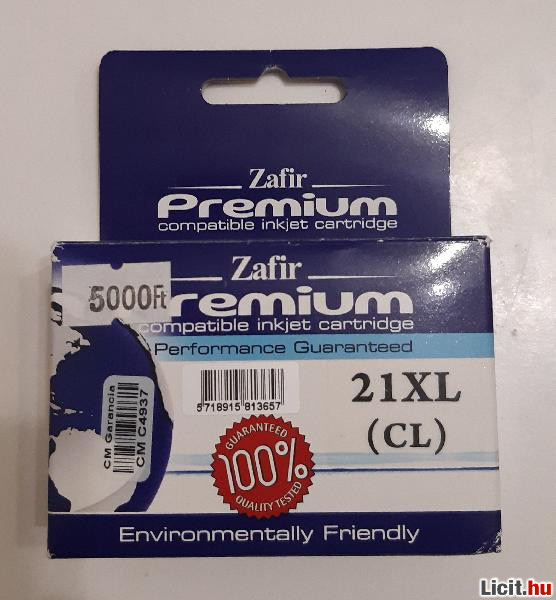 Zafir
Premium
compatible inkjet cartridge
Zafir
Premium
compatible inkjet cartridge
5000Ft
Performance Guaranteed
CM Garancia
CM C4937
5718915 813657
21XL
(CL)
GUARANTEED
100%
QUALITY TESTED
Environmentally Friendly
Licit.hu